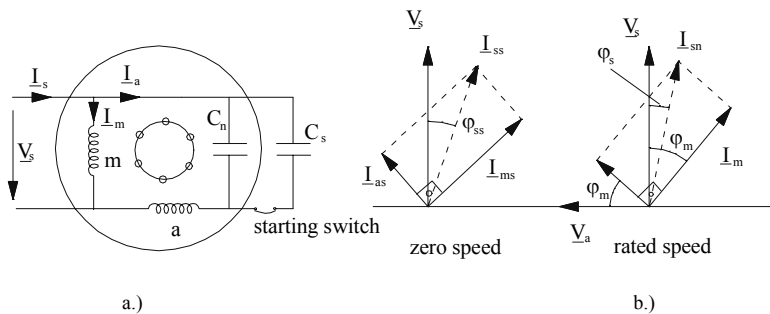 I_s
I_a
I_m
V_s
m
C_n
C_s
a
starting switch
a.)
V_s
I_ss
φ_ss
I_as
I_ms
zero speed
V_s
φ_s
I_sn
φ_m
I_m
φ_m
V_a
rated speed
b.)